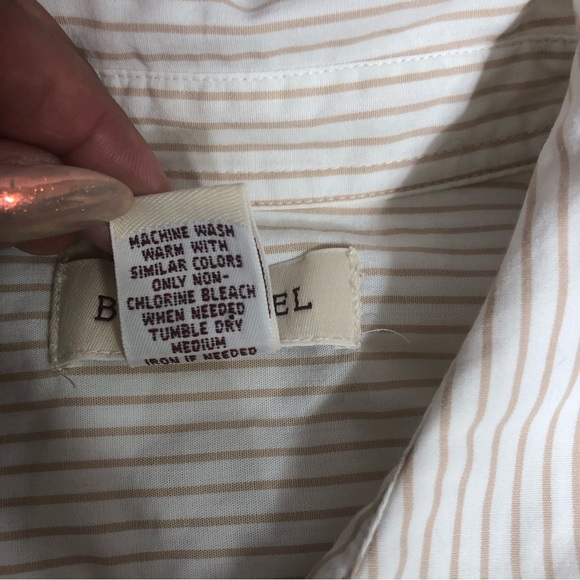 MACHINE WASH
WARM WITH
SIMILAR COLORS
ONLY NON-
CHLORINE BLEACH
WHEN NEEDED
TUMBLE DRY
MEDIUM
IRON IF NEEDED